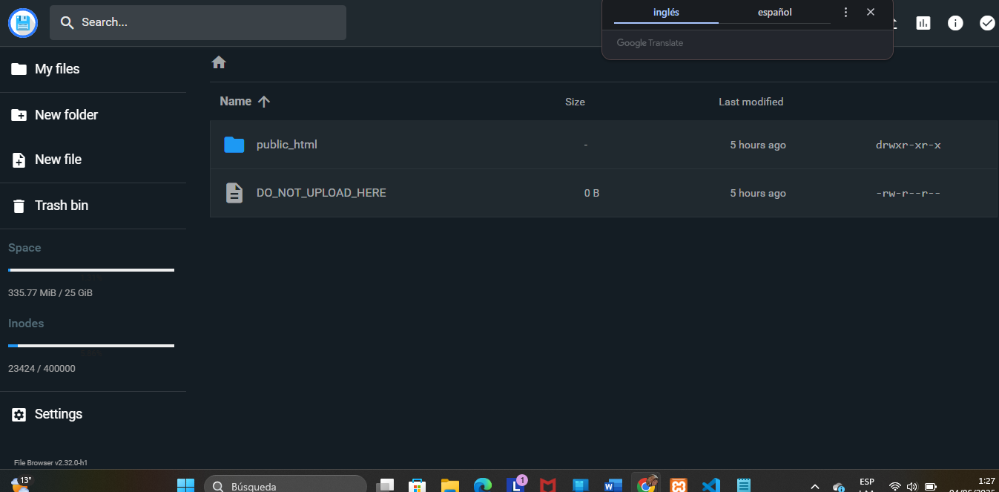 Search...
inglés
español
Google Translate
My files
New folder
New file
Trash bin
Space
335.77 MiB / 25 GiB
Inodes
23424 / 400000
Settings
File Browser v2.32.0-h1
Name
Size
Last modified
public_html
-
5 hours ago
drwxr-xr-x
DO_NOT_UPLOAD_HERE
0 B
5 hours ago
-rw-r--r--
13°
Búsqueda
1
ESP
1:27